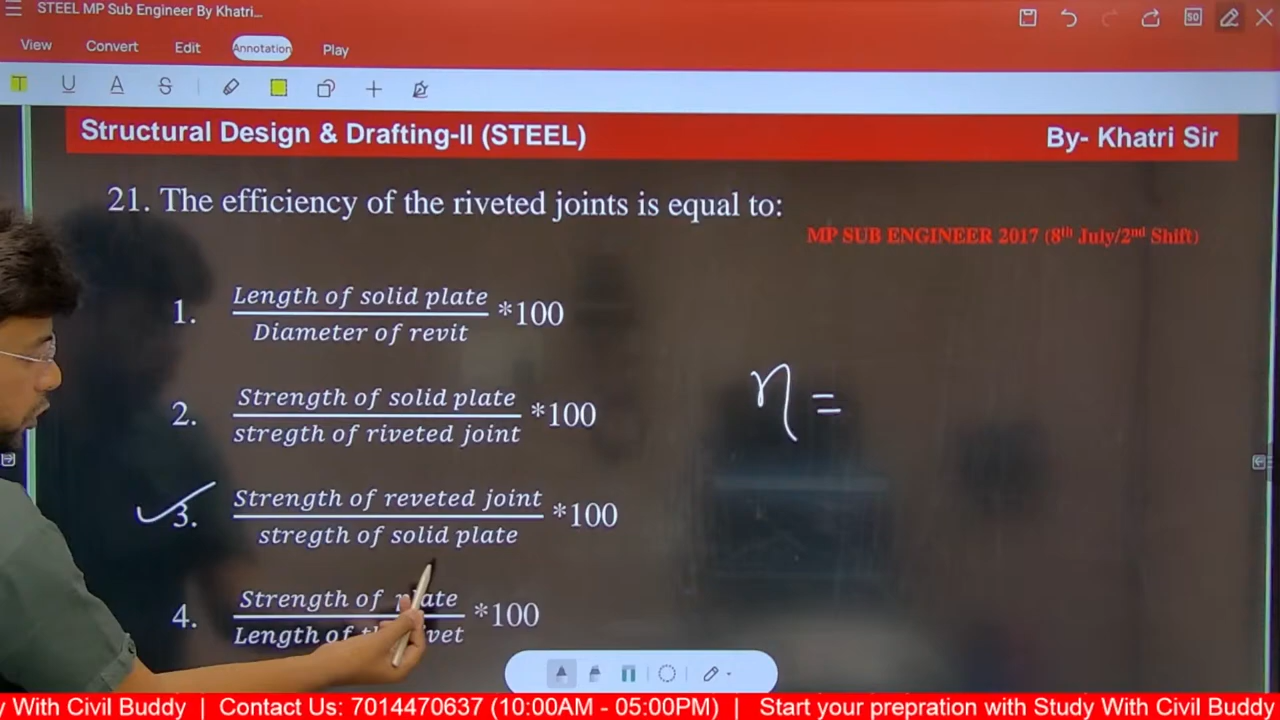 STEEL MP Sub Engineer By Khatri...
View Convert Edit Annotation Play
Structural Design & Drafting-II (STEEL) By- Khatri Sir
21. The efficiency of the riveted joints is equal to:
MP SUB ENGINEER 2017 (8th July/2nd Shift)
1. Length of solid plate
Diameter of revit *100
2. Strength of solid plate
stregth of riveted joint *100
η =
3. Strength of reveted joint
stregth of solid plate *100
4. Strength of plate
Length of *100
y With Civil Buddy | Contact Us: 7014470637 (10:00AM - 05:00PM) | Start your prepration with Study With Civil Buddy